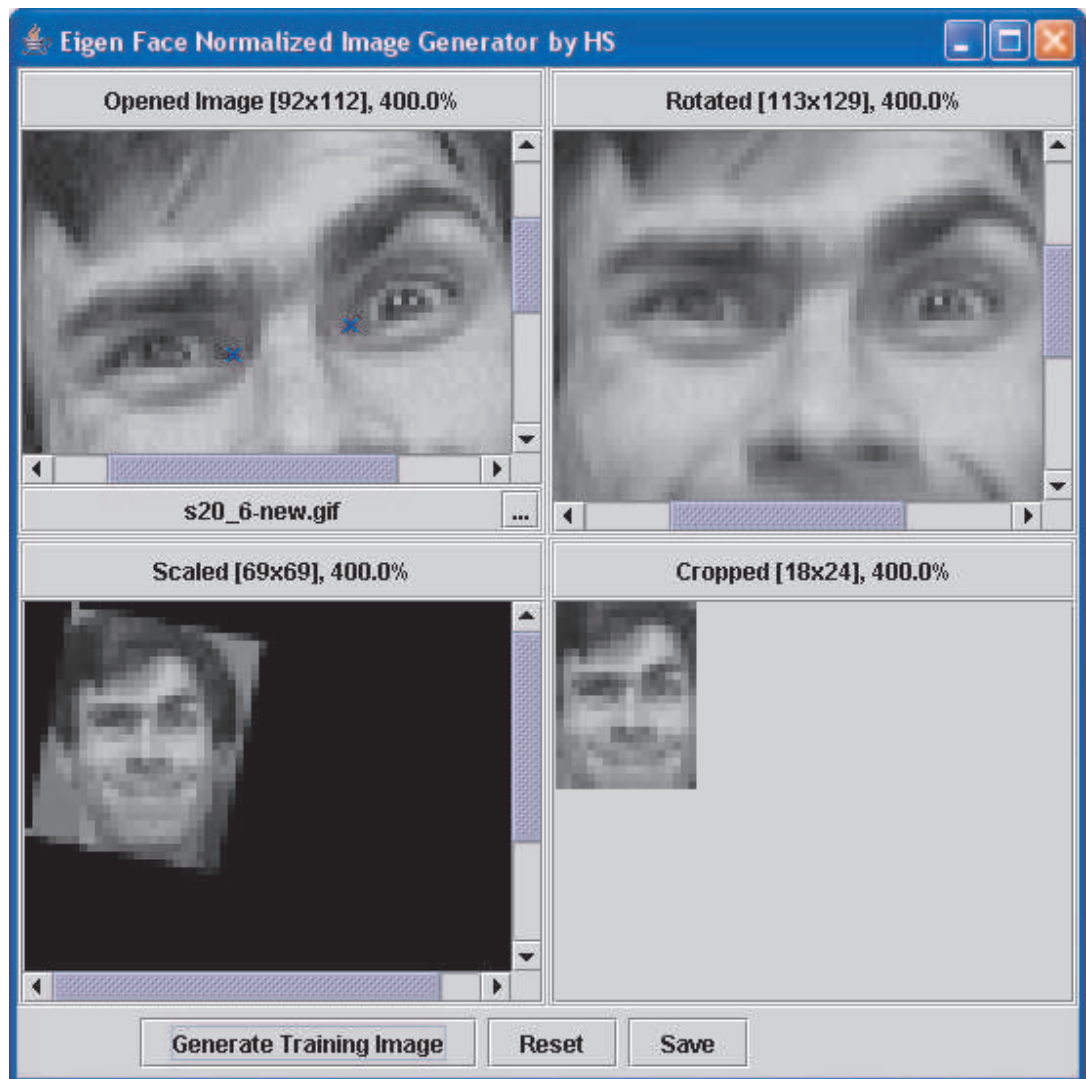 Eigen Face Normalized Image Generator by HS
Opened Image [92x112], 400.0%
Rotated [113x129], 400.0%
s20_6-new.gif
...
Scaled [69x69], 400.0%
Cropped [18x24], 400.0%
Generate Training Image
Reset
Save